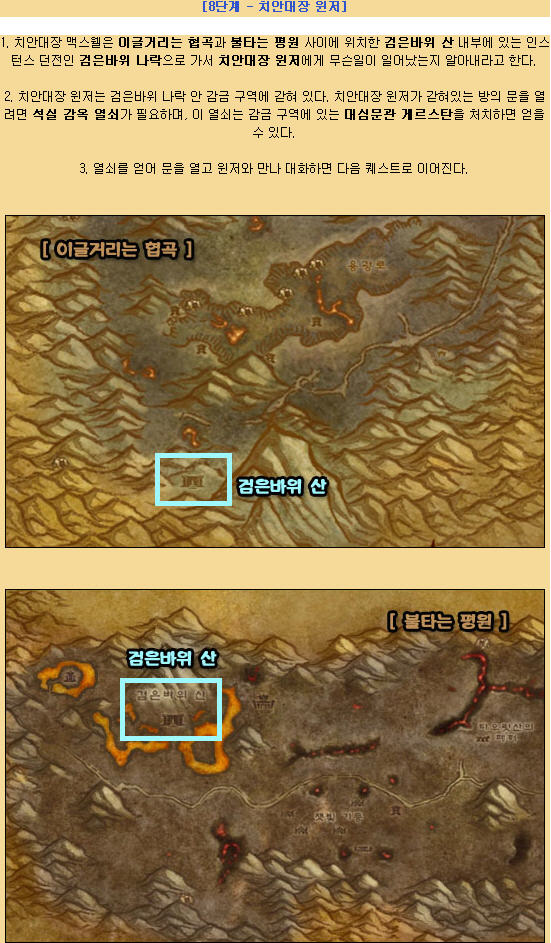 [8단계 - 치안대장 윈저]
1. 치안대장 맥스웰은 이글거리는 협곡과 불타는 평원 사이에 위치한 검은바위 산 내부에 있는 인스
턴스 던전인 검은바위 나락으로 가서 치안대장 윈저에게 무슨일이 일어났는지 알아내라고 한다.
2. 치안대장 윈저는 검은바위 나락 안 감금 구역에 갇혀 있다. 치안대장 윈저가 갇혀있는 방의 문을 열
려면 석실 감옥 열쇠가 필요하며, 이 열쇠는 감금 구역에 있는 대심문관 게르스탄을 처치하면 얻을
수 있다.
3. 열쇠를 얻어 문을 열고 윈저와 만나 대화하면 다음 퀘스트로 이어진다.
[ 이글거리는 협곡 ]
용광로
검은바위 산
[ 불타는 평원 ]
검은바위 산
검은바위 산
잿빛 기둥